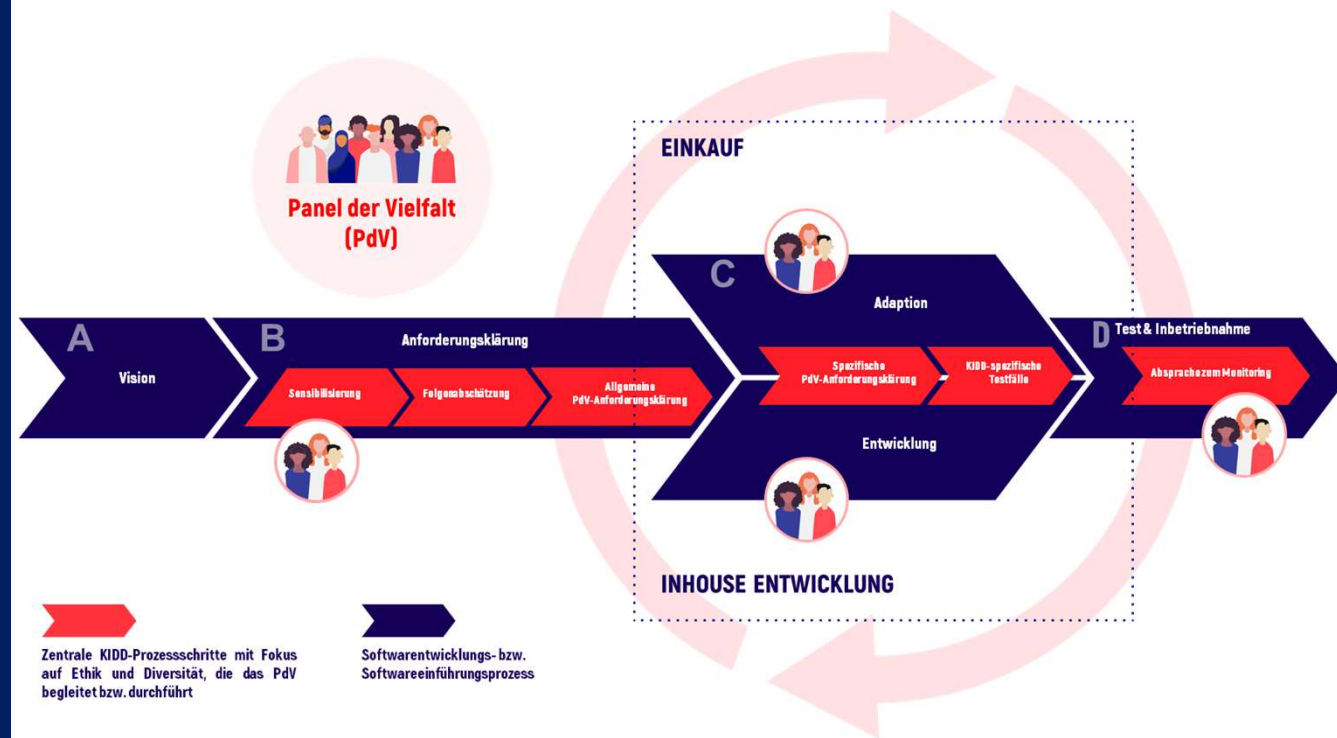 Panel der Vielfalt
(PdV)
EINKAUF
A
Vision
B
Anforderungsklärung
Sensibilisierung
Folgenabschätzung
Allgemeine
PdV-Anforderungsklärung
C
Adaption
Spezifische
PdV-Anforderungsklärung
KIDD-spezifische
Testfälle
Entwicklung
D
Test & Inbetriebnahme
Absprache zum Monitoring
INHOUSE ENTWICKLUNG
Zentrale KIDD-Prozessschritte mit Fokus
auf Ethik und Diversität, die das PdV
begleitet bzw. durchführt
Softwarentwicklungs- bzw.
Softwareeinführungsprozess